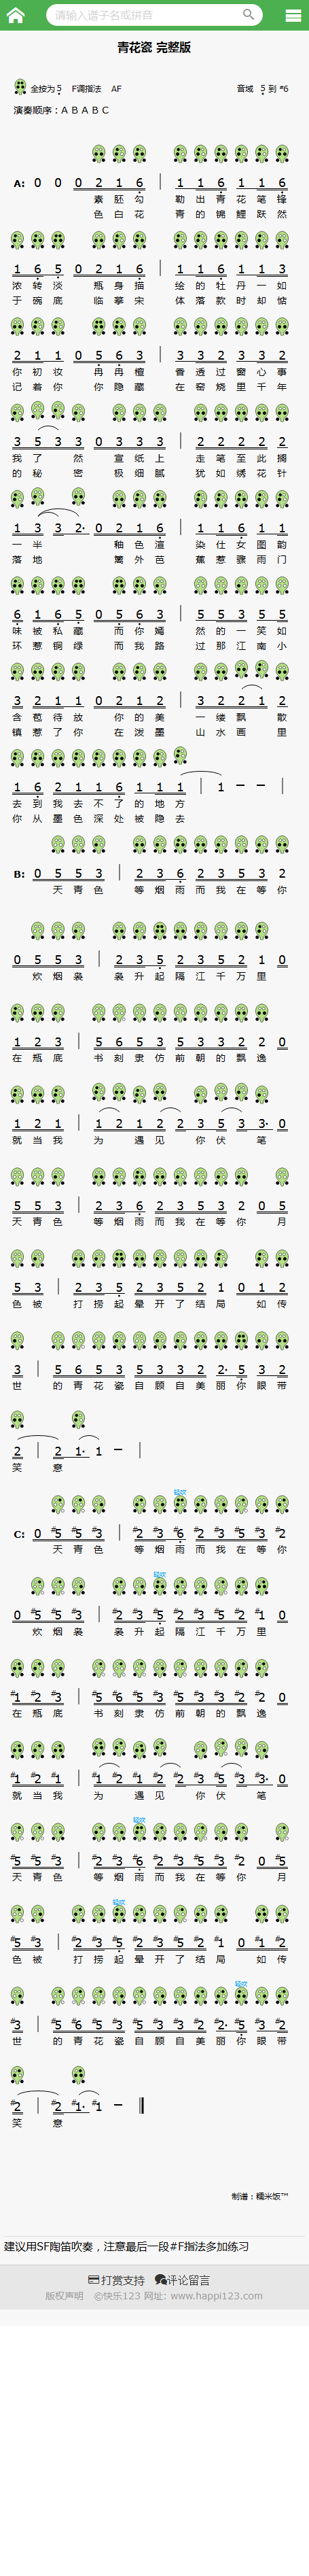 请输入谱子名或拼音
青花瓷 完整版
全按为 5 F调指法 AF 音域 5 到 #6
演奏顺序：A B A B C
A: 0 0 0 2 1 6 | 1 1 6 1 1 6
素 胚 勾 勒 出 青 花 笔 锋
色 白 花 青 的 锦 鲤 跃 然
1 6 5 0 2 1 6 | 1 1 6 1 1 3
浓 转 淡 瓶 身 描 绘 的 牡 丹 一 如
于 碗 底 临 摹 宋 体 落 款 时 却 惦
2 1 1 0 5 6 3 | 3 3 2 3 3 2
你 初 妆 冉 冉 檀 香 透 过 窗 心 事
记 着 你 你 隐 藏 在 窑 烧 里 千 年
3 5 3 3 0 3 3 3 | 2 2 2 2 2
我 了 然 宣 纸 上 走 笔 至 此 搁
的 秘 密 极 细 腻 犹 如 绣 花 针
1 3 3 2· 0 2 1 6 | 1 1 6 1 1
一 半 釉 色 渲 染 仕 女 图 韵
落 地 篱 外 芭 蕉 惹 骤 雨 门
6 1 6 5 0 5 6 3 | 5 5 3 5 5
味 被 私 藏 而 你 嫣 然 的 一 笑 如
环 惹 铜 绿 而 我 路 过 那 江 南 小
3 2 1 1 0 2 1 2 | 3 2 2 1 2
含 苞 待 放 你 的 美 一 缕 飘 散
镇 惹 了 你 在 泼 墨 山 水 画 里
1 6 2 1 1 6 1 1 1 | 1 － － |
去 到 我 去 不 了 的 地 方
你 从 墨 色 深 处 被 隐 去
B: 0 5 5 3 | 2 3 6 2 3 5 3 2
天 青 色 等 烟 雨 而 我 在 等 你
0 5 5 3 | 2 3 5 2 3 5 2 1 0
炊 烟 袅 袅 升 起 隔 江 千 万 里
1 2 3 | 5 6 5 3 5 3 3 2 2 0
在 瓶 底 书 刻 隶 仿 前 朝 的 飘 逸
1 2 1 | 1 2 1 2 2 3 5 3 3· 0
就 当 我 为 遇 见 你 伏 笔
5 5 3 | 2 3 6 2 3 5 3 2 0 5
天 青 色 等 烟 雨 而 我 在 等 你 月
5 3 | 2 3 5 2 3 5 2 1 0 1 2
色 被 打 捞 起 晕 开 了 结 局 如 传
3 | 5 6 5 3 5 3 3 2 2· 5 3 2
世 的 青 花 瓷 自 顾 自 美 丽 你 眼 带
2 | 2 1· 1 － |
笑 意
轻吹
C: 0 #5 #5 #3 | #2 #3 #6 #2 #3 #5 #3 #2
天 青 色 等 烟 雨 而 我 在 等 你
轻吹
0 #5 #5 #3 | #2 #3 #5 #2 #3 #5 #2 #1 0
炊 烟 袅 袅 升 起 隔 江 千 万 里
#1 #2 #3 | #5 #6 #5 #3 #5 #3 #3 #2 #2 0
在 瓶 底 书 刻 隶 仿 前 朝 的 飘 逸
#1 #2 #1 | #1 #2 #1 #2 #2 #3 #5 #3 #3· 0
就 当 我 为 遇 见 你 伏 笔
轻吹
#5 #5 #3 | #2 #3 #6 #2 #3 #5 #3 #2 0 #5
天 青 色 等 烟 雨 而 我 在 等 你 月
轻吹
#5 #3 | #2 #3 #5 #2 #3 #5 #2 #1 0 #1 #2
色 被 打 捞 起 晕 开 了 结 局 如 传
轻吹
#3 | #5 #6 #5 #3 #5 #3 #3 #2 #2· #5 #3 #2
世 的 青 花 瓷 自 顾 自 美 丽 你 眼 带
#2 | #2 #1· #1 －
笑 意
制谱：糯米饭™
建议用SF陶笛吹奏，注意最后一段#F指法多加练习
打赏支持 评论留言
版权声明 ©快乐123 网址: www.happi123.com